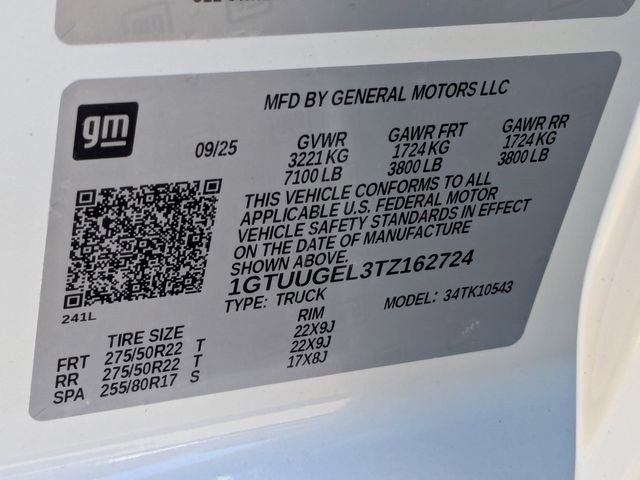 gm
MFD BY GENERAL MOTORS LLC
09/25 GVWR GAWR FRT GAWR RR
3221 KG 1724 KG 1724 KG
7100 LB 3800 LB 3800 LB
THIS VEHICLE CONFORMS TO ALL
APPLICABLE U.S. FEDERAL MOTOR
VEHICLE SAFETY STANDARDS IN EFFECT
ON THE DATE OF MANUFACTURE
SHOWN ABOVE.
1GTUUGEL3TZ162724
241L
TYPE: TRUCK MODEL: 34TK10543
TIRE SIZE RIM
FRT 275/50R22 T 22X9J
RR 275/50R22 T 22X9J
SPA 255/80R17 S 17X8J